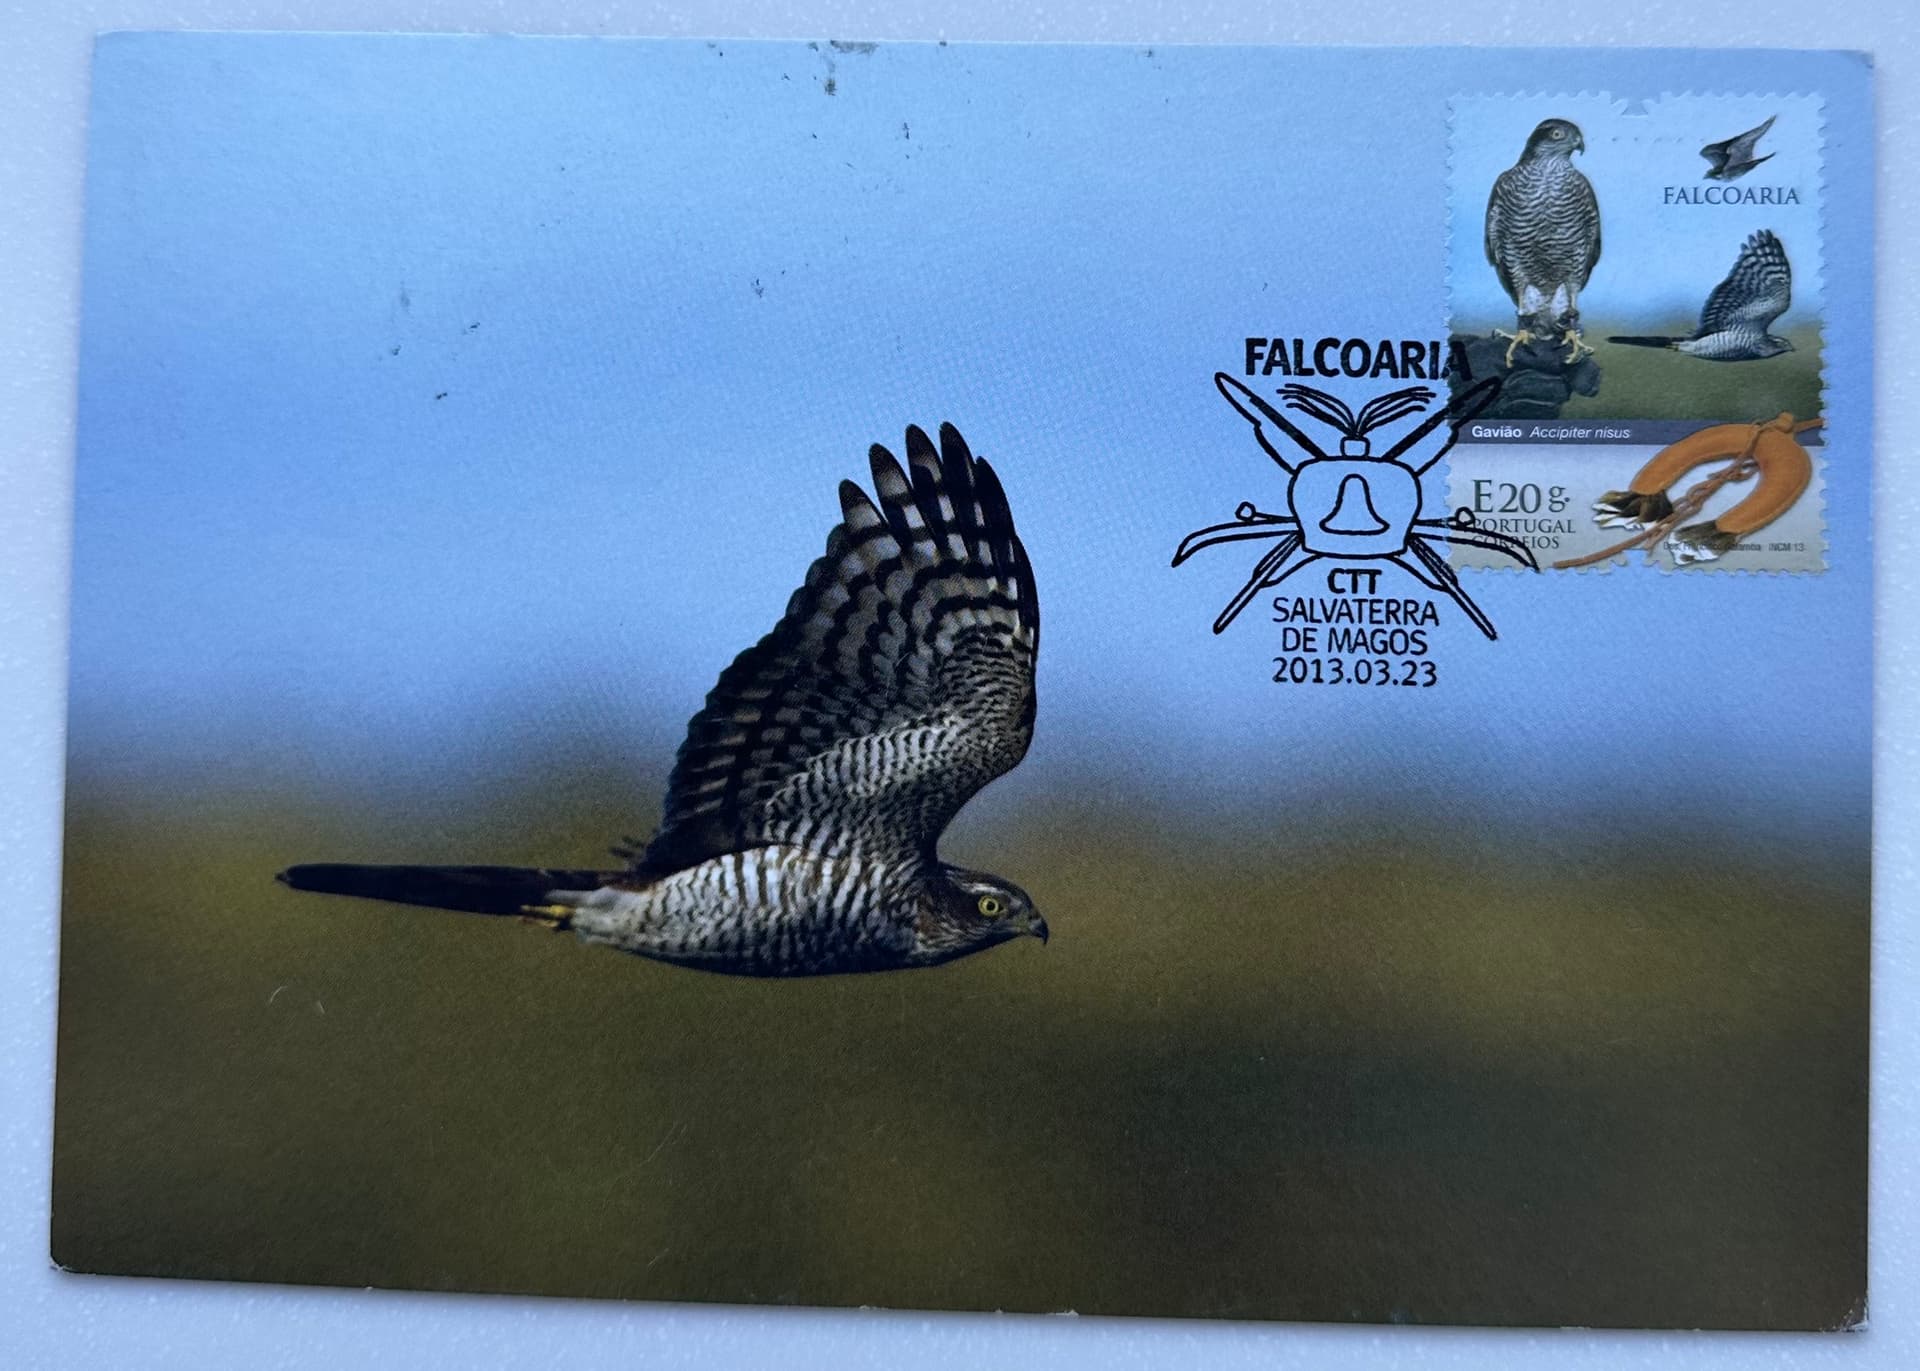 FALCOARIA
Gavião Accipiter nisus
E20g.
PORTUGAL
CORREIOS
INCM 13
FALCOARIA
CTT
SALVATERRA
DE MAGOS
2013.03.23